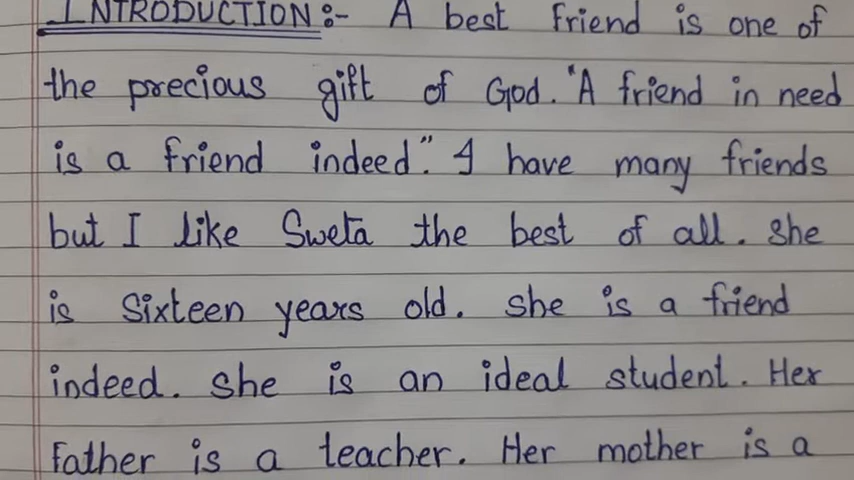 INTRODUCTION :- A best friend is one of
the precious gift of God. "A friend in need
is a friend indeed". I have many friends
but I like Sweta the best of all. She
is Sixteen years old. she is a friend
indeed. she is an ideal student. Her
Father is a teacher. Her mother is a